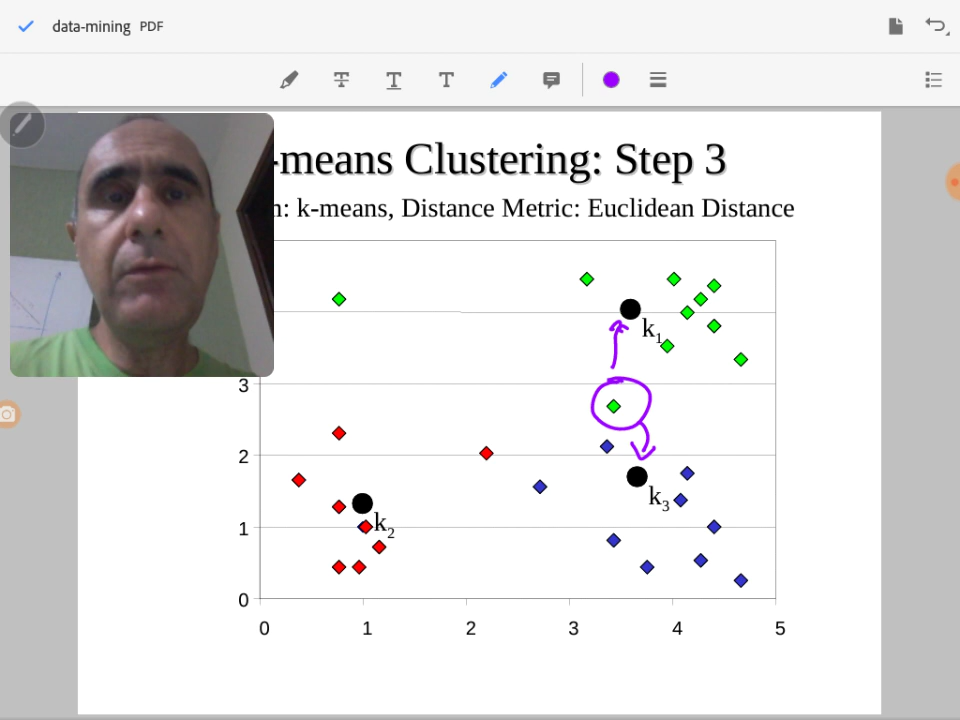 data-mining PDF
-means Clustering: Step 3
: k-means, Distance Metric: Euclidean Distance
k1
3
2
k3
k2
1
0
0 1 2 3 4 5